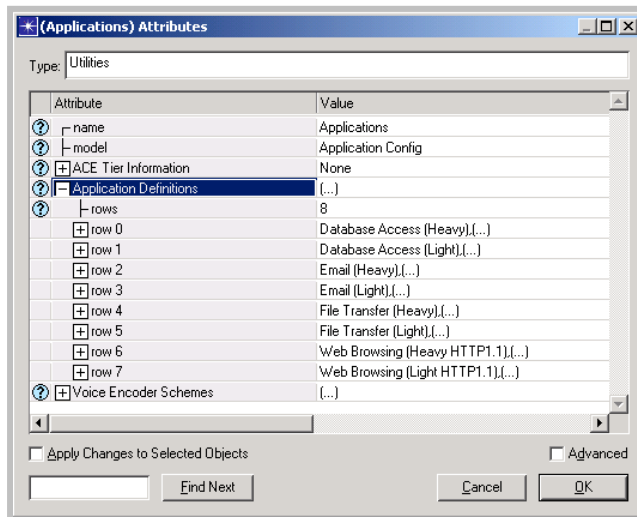 (Applications) Attributes
Type: Utilities
Attribute Value
name Applications
model Application Config
ACE Tier Information None
Application Definitions (...)
rows 8
row 0 Database Access (Heavy),(...)
row 1 Database Access (Light),(...)
row 2 Email (Heavy),(...)
row 3 Email (Light),(...)
row 4 File Transfer (Heavy),(...)
row 5 File Transfer (Light),(...)
row 6 Web Browsing (Heavy HTTP1.1),(...)
row 7 Web Browsing (Light HTTP1.1),(...)
Voice Encoder Schemes (...)
Apply Changes to Selected Objects Advanced
Find Next Cancel OK